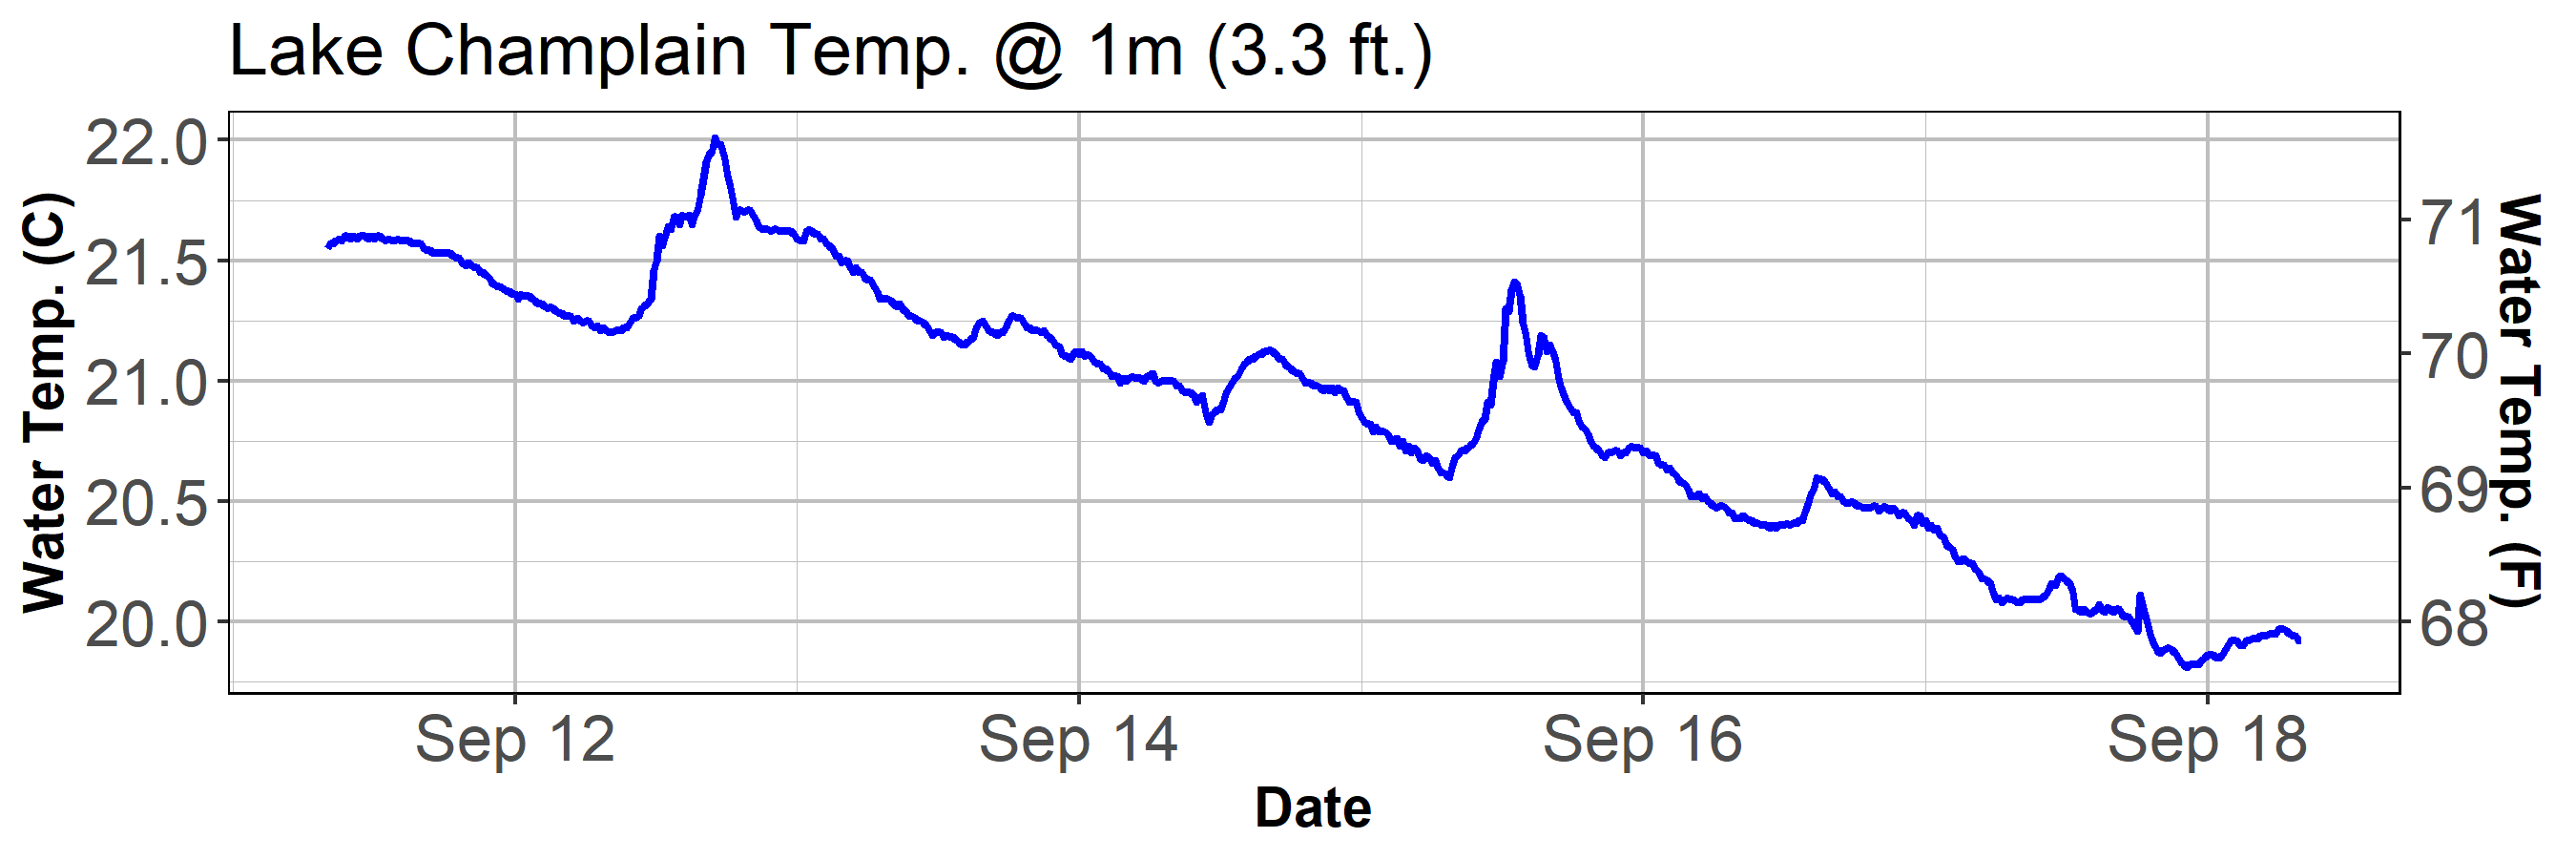 Lake Champlain Temp. @ 1m (3.3 ft.)
Water Temp. (C)
22.0
21.5
21.0
20.5
20.0
71
70
69
68
Water Temp. (F)
Sep 12
Sep 14
Sep 16
Sep 18
Date